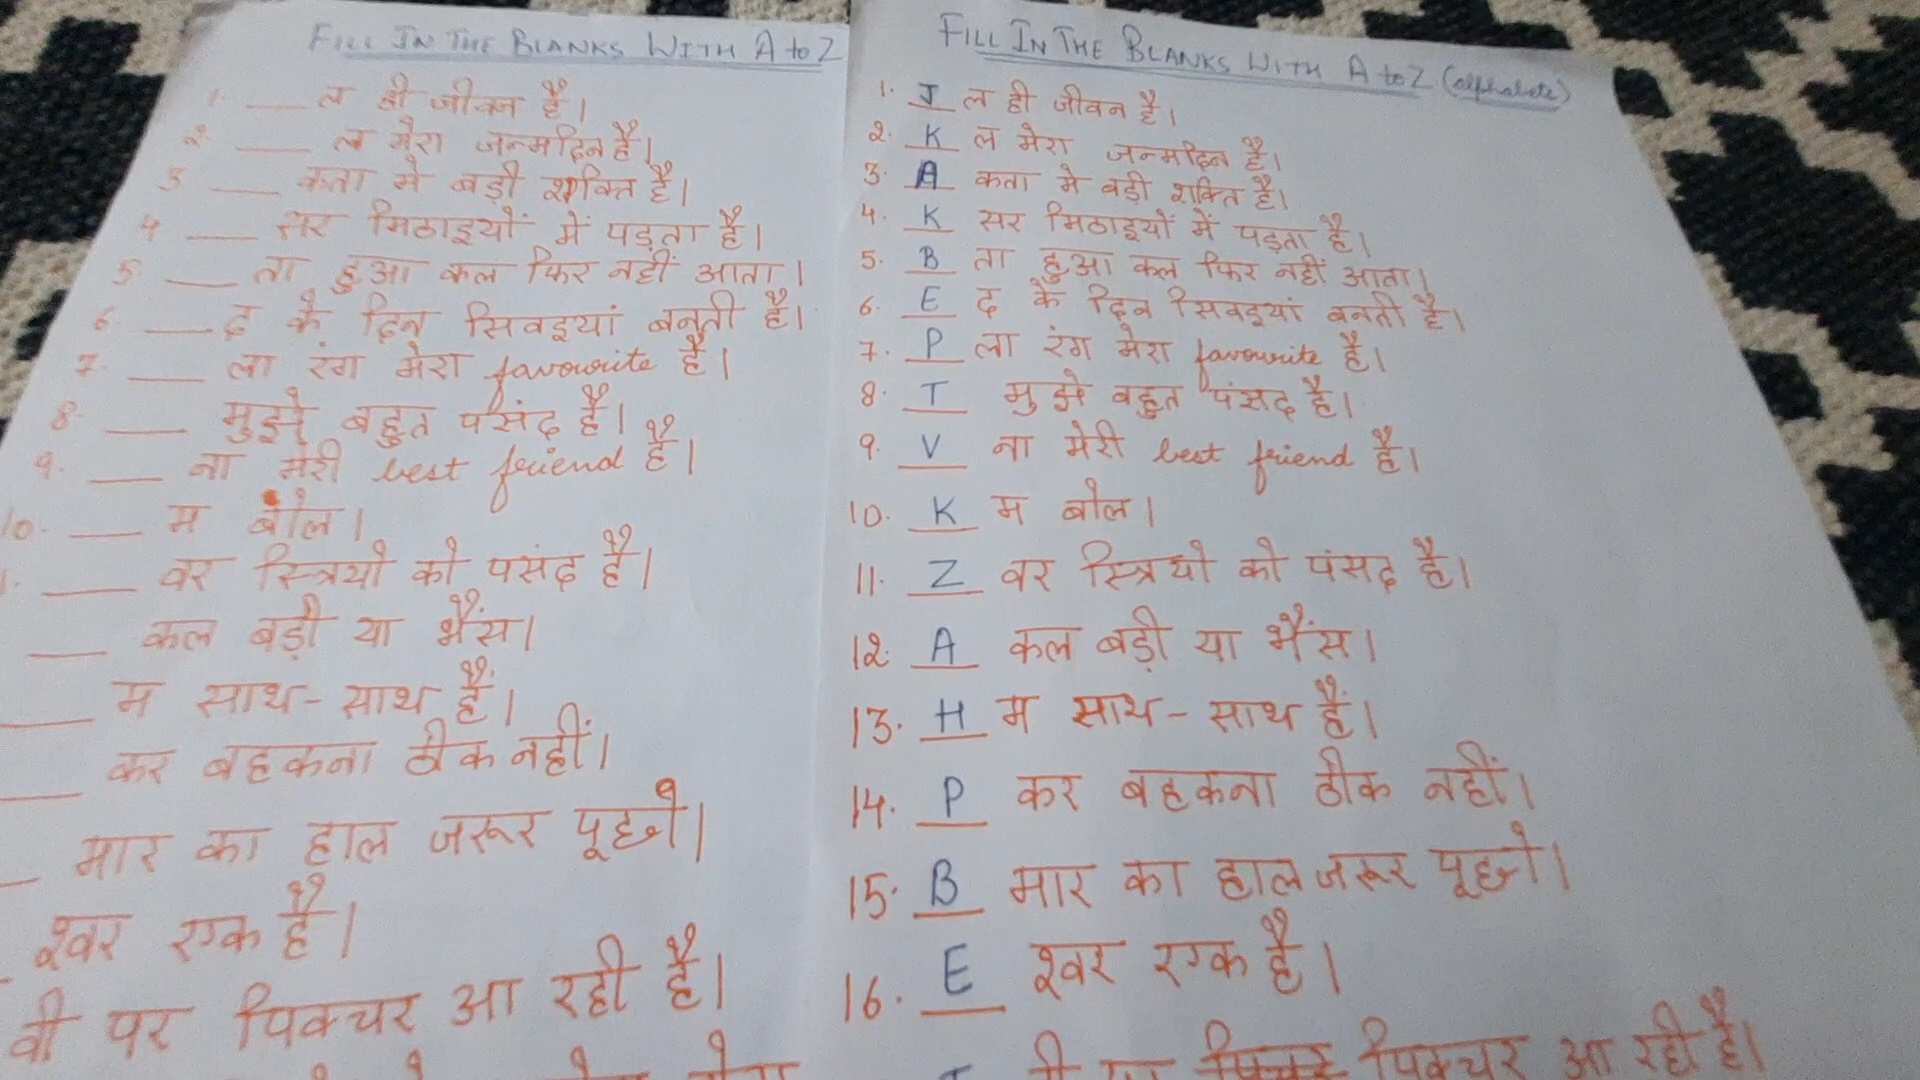 FILL IN THE BLANKS WITH A to Z
1. ___ ल ही जीवन है।
2. ___ ल मेरा जन्मदिन है।
3 ___ कता मे बड़ी शक्ति है।
4 ___ सर मिठाइयों में पड़ता है।
5 ___ ता हुआ कल फिर नहीं आता।
6. ___ द के दिन सिवइयां बनती है।
7. ___ ला रंग मेरा favourite है।
8 ___ मुझे बहुत पसंद है।
9. ___ ना मेरी best friend है।
10. ___ म बोल।
___ वर स्त्रियो को पसंद है।
___ कल बड़ी या भैंस।
___ म साथ-साथ हैं।
___ कर बहकना ठीक नहीं।
_ मार का हाल जरूर पूछो।
श्वर एक है।
वी पर पिक्चर आ रही है।
FILL IN THE BLANKS WITH A to Z (alphabate)
1. J ल ही जीवन है।
2. K ल मेरा जन्मदिन है।
3. A कता मे बड़ी शक्ति है।
4. K सर मिठाइयों में पड़ता है।
5. B ता हुआ कल फिर नहीं आता।
6. E द के दिन सिवइयां बनती है।
7. P ला रंग मेरा favourite है।
8. T मुझे बहुत पंसद है।
9. V ना मेरी best friend है।
10. K म बोल।
11. Z वर स्त्रियो को पंसद है।
12. A कल बड़ी या भैंस।
13. H म साथ-साथ हैं।
14. P कर बहकना ठीक नहीं।
15. B मार का हाल जरूर पूछो।
16. E श्वर एक है।
पिक्चर आ रही है।